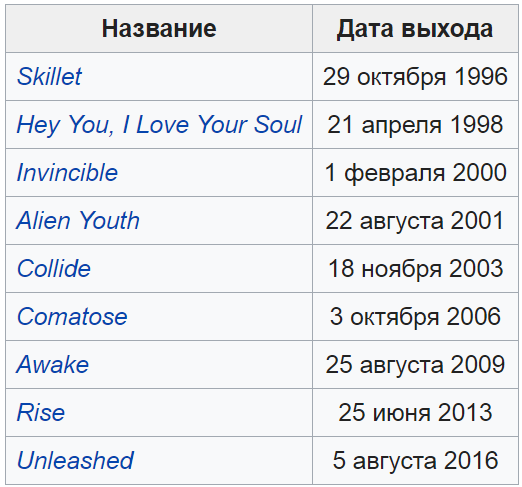 Название Дата выхода
Skillet 29 октября 1996
Hey You, I Love Your Soul 21 апреля 1998
Invincible 1 февраля 2000
Alien Youth 22 августа 2001
Collide 18 ноября 2003
Comatose 3 октября 2006
Awake 25 августа 2009
Rise 25 июня 2013
Unleashed 5 августа 2016